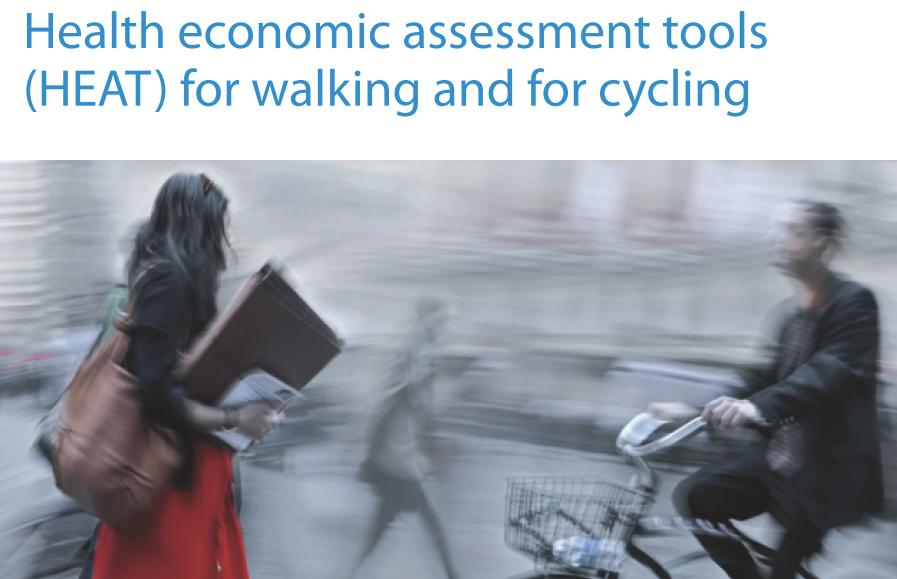 Health economic assessment tools
(HEAT) for walking and for cycling